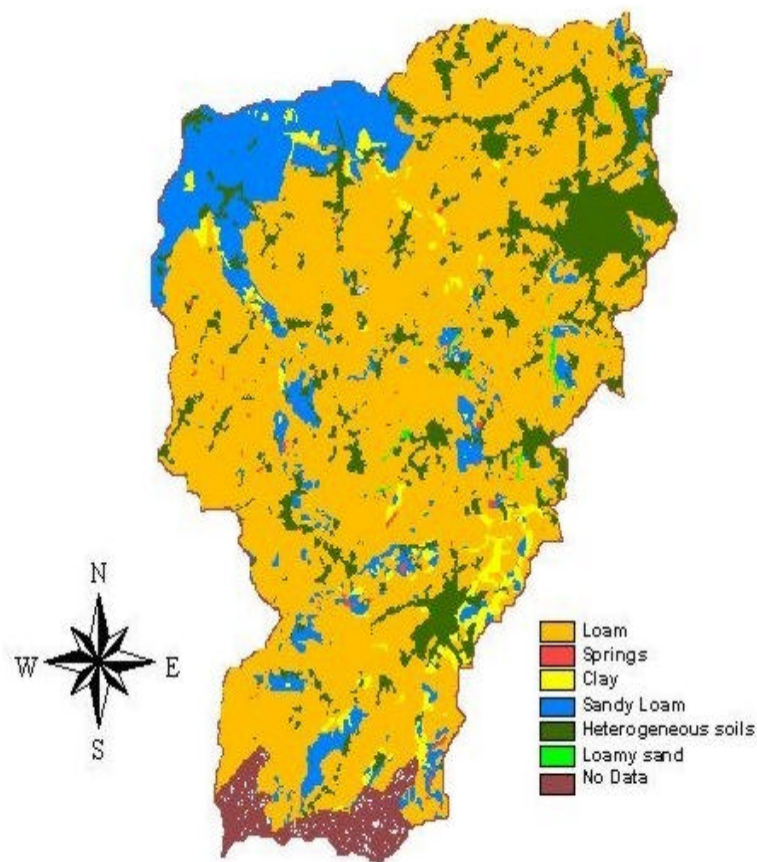 N
W
E
S
Loam
Springs
Clay
Sandy Loam
Heterogeneous soils
Loamy sand
No Data